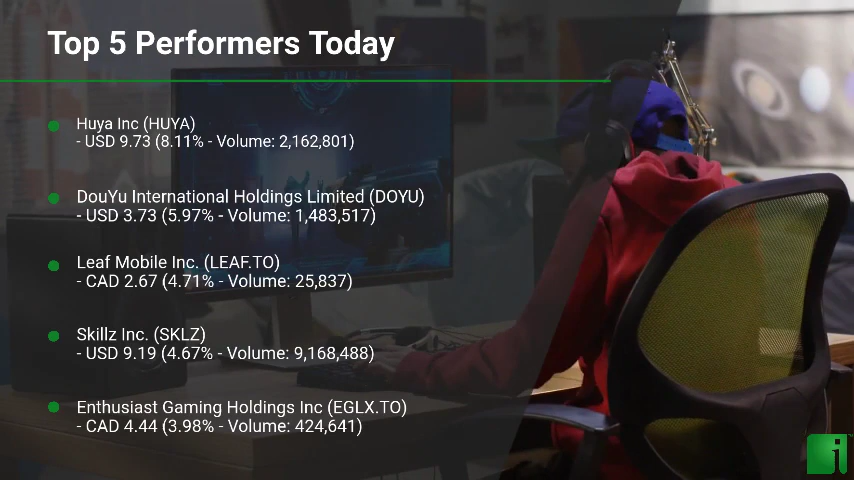 Top 5 Performers Today
Huya Inc (HUYA)
- USD 9.73 (8.11% - Volume: 2,162,801)
DouYu International Holdings Limited (DOYU)
- USD 3.73 (5.97% - Volume: 1,483,517)
Leaf Mobile Inc. (LEAF.TO)
- CAD 2.67 (4.71% - Volume: 25,837)
Skillz Inc. (SKLZ)
- USD 9.19 (4.67% - Volume: 9,168,488)
Enthusiast Gaming Holdings Inc (EGLX.TO)
- CAD 4.44 (3.98% - Volume: 424,641)
i